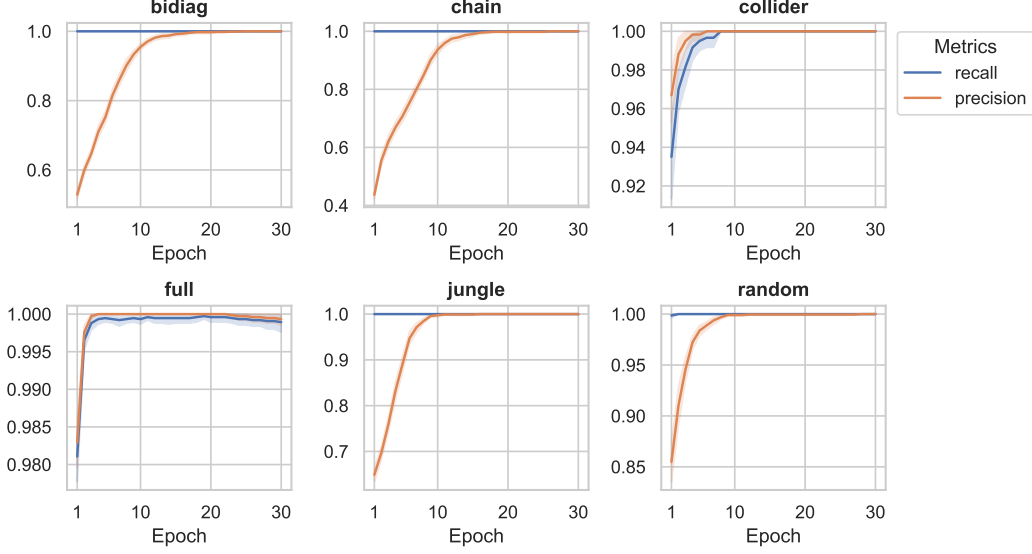 bidiag
1.0
0.8
0.6
1 10 20 30
Epoch
chain
1.0
0.8
0.6
0.4
1 10 20 30
Epoch
collider
1.00
0.98
0.96
0.94
0.92
1 10 20 30
Epoch
Metrics
recall
precision
full
1.000
0.995
0.990
0.985
0.980
1 10 20 30
Epoch
jungle
1.0
0.9
0.8
0.7
1 10 20 30
Epoch
random
1.00
0.95
0.90
0.85
1 10 20 30
Epoch